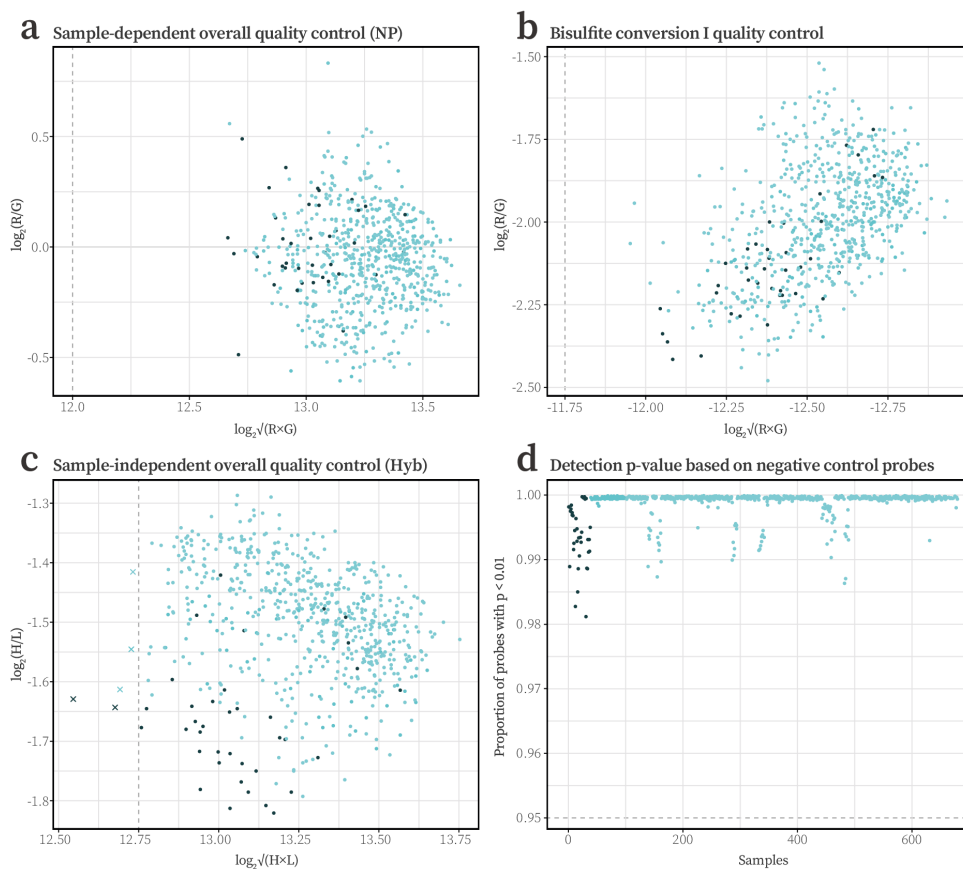 a Sample-dependent overall quality control (NP)
log₂(R/G)
0.5
0.0
-0.5
12.0 12.5 13.0 13.5
log₂√(R×G)
b Bisulfite conversion I quality control
log₂(R/G)
-1.50
-1.75
-2.00
-2.25
-2.50
-11.75 -12.00 -12.25 -12.50 -12.75
log₂√(R×G)
c Sample-independent overall quality control (Hyb)
log₂(H/L)
-1.3
-1.4
-1.5
-1.6
-1.7
-1.8
12.50 12.75 13.00 13.25 13.50 13.75
log₂√(H×L)
d Detection p-value based on negative control probes
Proportion of probes with p < 0.01
1.00
0.99
0.98
0.97
0.96
0.95
0 200 400 600
Samples